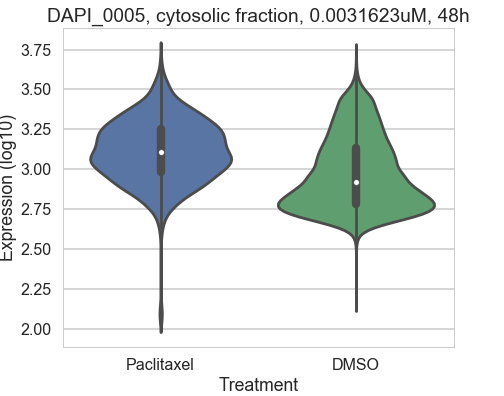 DAPI_0005, cytosolic fraction, 0.0031623uM, 48h
3.75
3.50
3.25
3.00
2.75
2.50
2.25
2.00
Expression (log10)
Paclitaxel
DMSO
Treatment